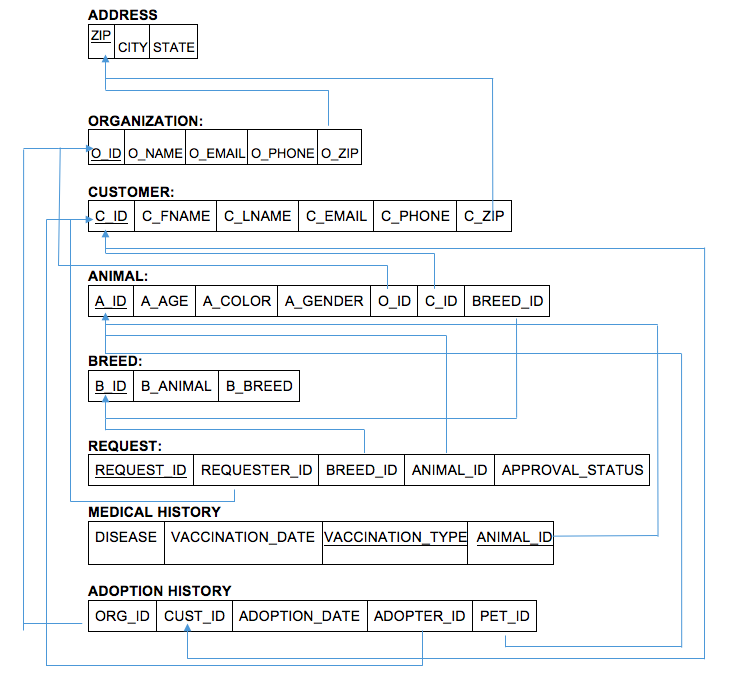 ADDRESS
ZIP CITY STATE
ORGANIZATION:
O_ID O_NAME O_EMAIL O_PHONE O_ZIP
CUSTOMER:
C_ID C_FNAME C_LNAME C_EMAIL C_PHONE C_ZIP
ANIMAL:
A_ID A_AGE A_COLOR A_GENDER O_ID C_ID BREED_ID
BREED:
B_ID B_ANIMAL B_BREED
REQUEST:
REQUEST_ID REQUESTER_ID BREED_ID ANIMAL_ID APPROVAL_STATUS
MEDICAL HISTORY
DISEASE VACCINATION_DATE VACCINATION_TYPE ANIMAL_ID
ADOPTION HISTORY
ORG_ID CUST_ID ADOPTION_DATE ADOPTER_ID PET_ID